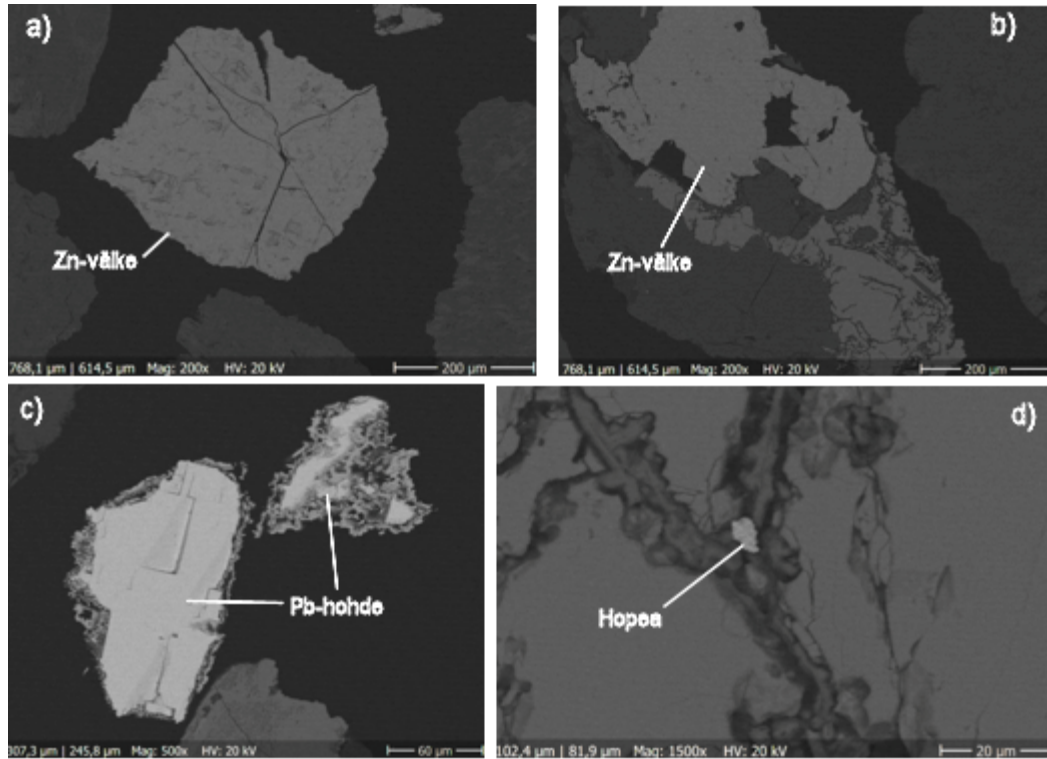 a)
Zn-välke
768,1 µm | 614,5 µm Mag: 200x HV: 20 kV 200 µm
b)
Zn-välke
768,1 µm | 614,5 µm Mag: 200x HV: 20 kV 200 µm
c)
Pb-hohde
307,3 µm | 245,8 µm Mag: 500x HV: 20 kV 60 µm
d)
Hopea
102,4 µm | 81,9 µm Mag: 1500x HV: 20 kV 20 µm